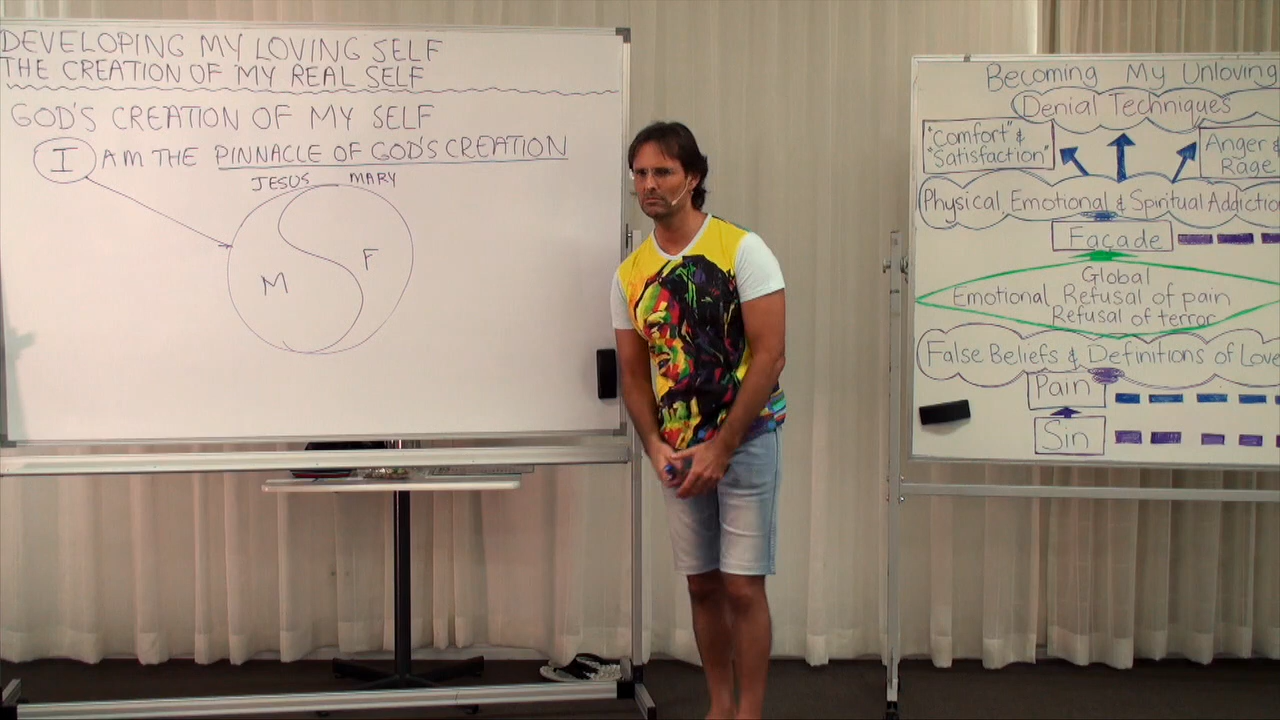 DEVELOPING MY LOVING SELF
THE CREATION OF MY REAL SELF
GOD'S CREATION OF MY SELF
I AM THE PINNACLE OF GOD'S CREATION
JESUS MARY
M F
Becoming My Unloving
Denial Techniques
"Comfort" &
"Satisfaction"
Anger &
Rage
Physical, Emotional & Spiritual Addictio
Façade
Global
Emotional Refusal of pain
Refusal of terror
False Beliefs & Definitions of Love
Pain
Sin